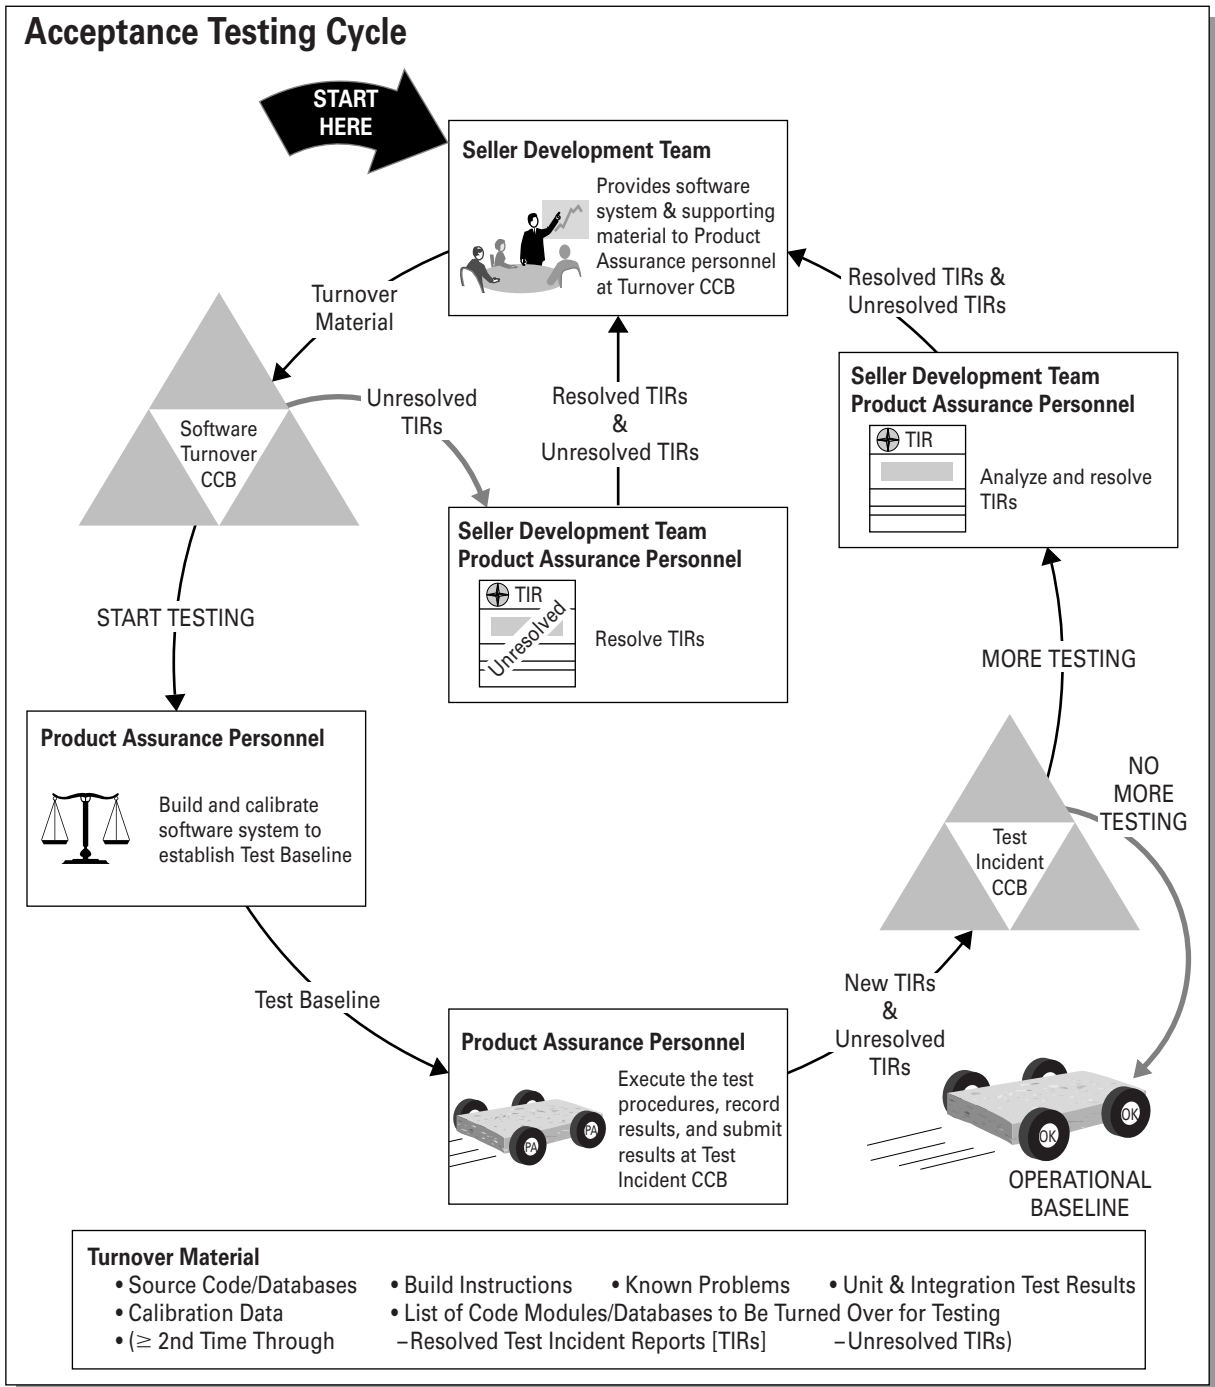 Acceptance Testing Cycle
START
HERE
Seller Development Team
Provides software
system & supporting
material to Product
Assurance personnel
at Turnover CCB
Turnover
Material
Resolved TIRs &
Unresolved TIRs
Software
Turnover
CCB
Unresolved
TIRs
Resolved TIRs
&
Unresolved TIRs
Seller Development Team
Product Assurance Personnel
TIR
Analyze and resolve
TIRs
Seller Development Team
Product Assurance Personnel
TIR
Unresolved
Resolve TIRs
START TESTING
MORE TESTING
Product Assurance Personnel
Build and calibrate
software system to
establish Test Baseline
NO
MORE
TESTING
Test
Incident
CCB
Test Baseline
New TIRs
&
Unresolved
TIRs
Product Assurance Personnel
Execute the test
procedures, record
results, and submit
results at Test
Incident CCB
PA
PA
OK
OK
OPERATIONAL
BASELINE
Turnover Material
• Source Code/Databases • Build Instructions • Known Problems • Unit & Integration Test Results
• Calibration Data • List of Code Modules/Databases to Be Turned Over for Testing
• (≥ 2nd Time Through –Resolved Test Incident Reports [TIRs] –Unresolved TIRs)